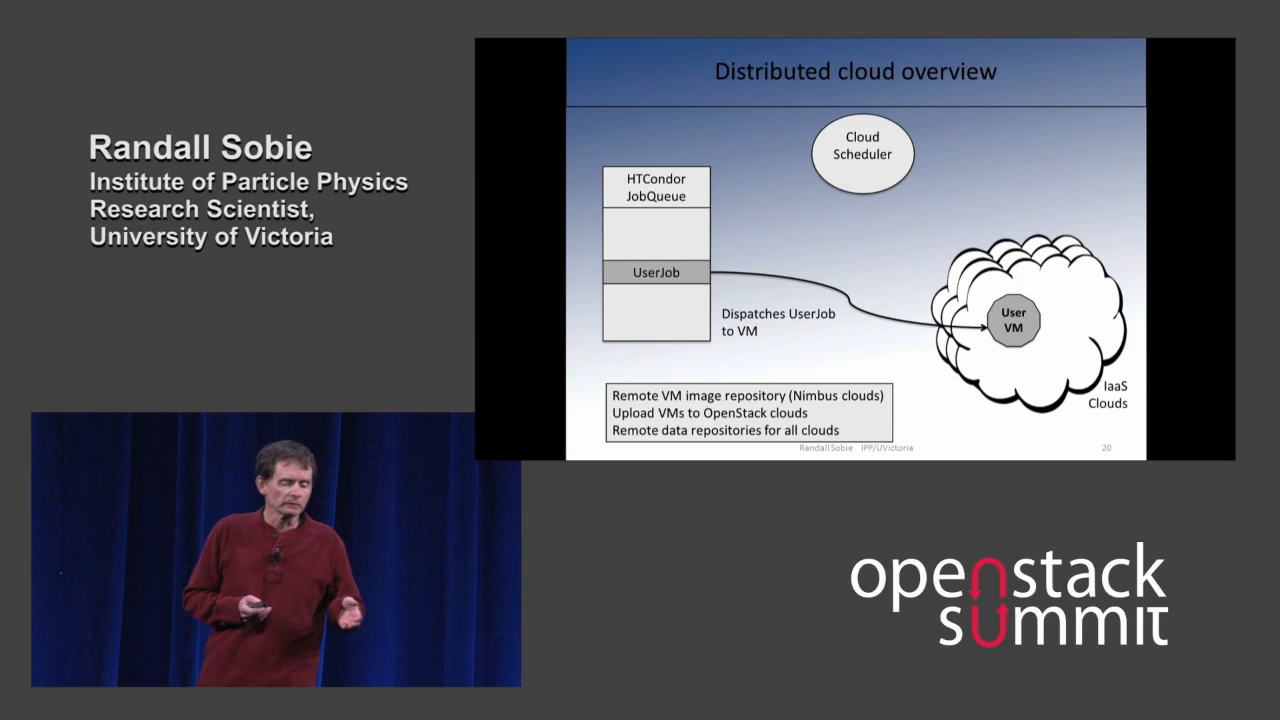 Randall Sobie
Institute of Particle Physics
Research Scientist,
University of Victoria
Distributed cloud overview
Cloud
Scheduler
HTCondor
JobQueue
UserJob
Dispatches UserJob
to VM
User
VM
IaaS
Clouds
Remote VM image repository (Nimbus clouds)
Upload VMs to OpenStack clouds
Remote data repositories for all clouds
Randall Sobie IPP/UVictoria
20
openstack
summit